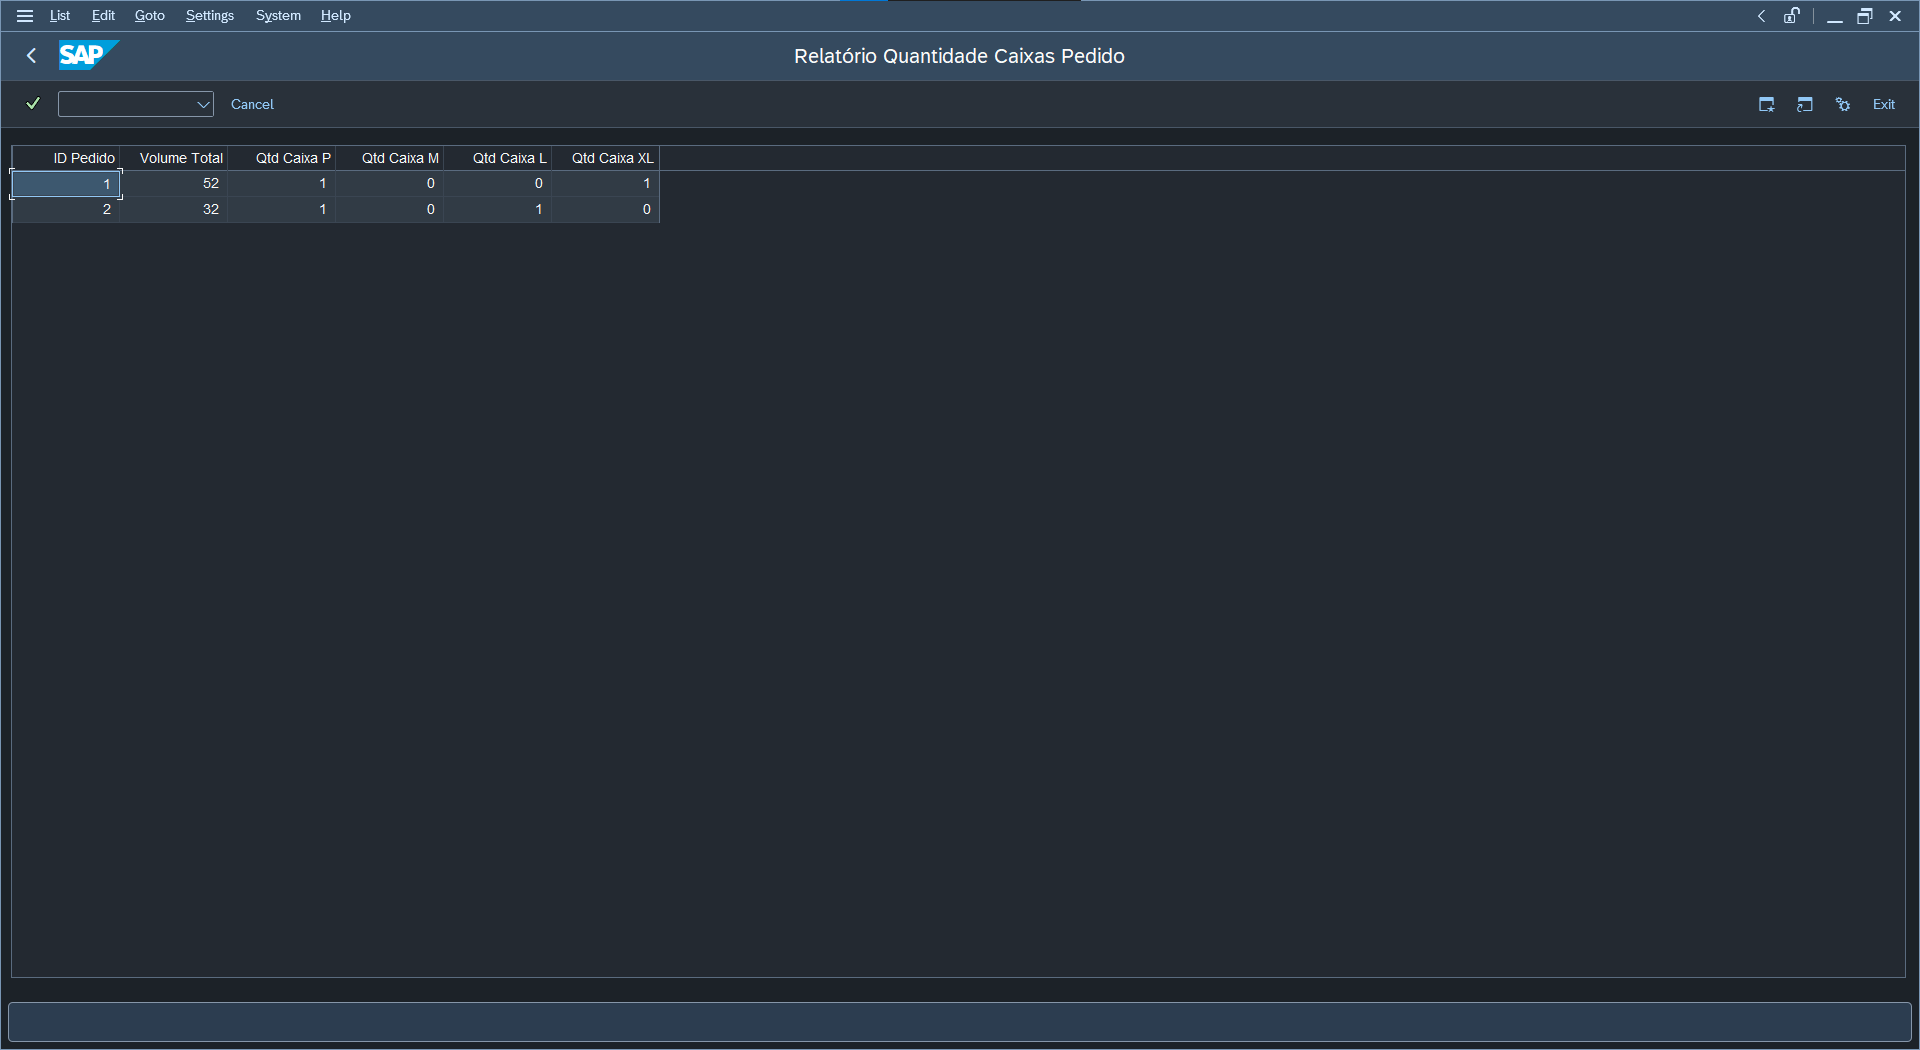 List Edit Goto Settings System Help
SAP Relatório Quantidade Caixas Pedido
Cancel Exit
ID Pedido Volume Total Qtd Caixa P Qtd Caixa M Qtd Caixa L Qtd Caixa XL
1 52 1 0 0 1
2 32 1 0 1 0